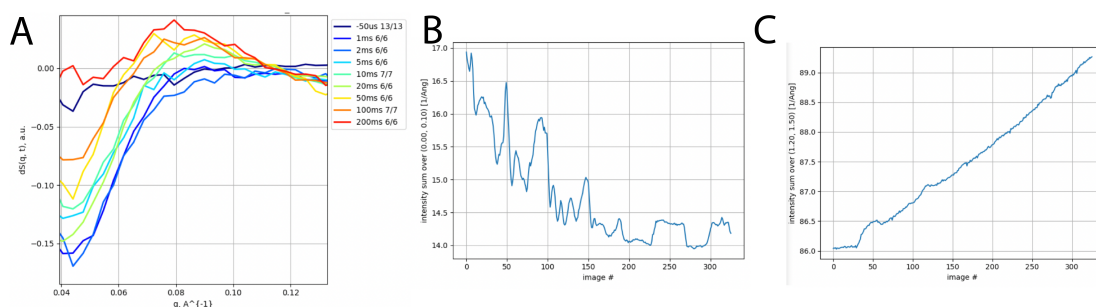 A
dS(q, t), a.u.
0.00
−0.05
−0.10
−0.15
0.04
0.06
0.08
0.10
0.12
q, A^{-1}
-50us 13/13
1ms 6/6
2ms 6/6
5ms 6/6
10ms 7/7
20ms 6/6
50ms 6/6
100ms 7/7
200ms 6/6
B
intensity sum over (0.00, 0.10) [1/Ang]
17.0
16.5
16.0
15.5
15.0
14.5
14.0
0
50
100
150
200
250
300
image #
C
intensity sum over (1.20, 1.50) [1/Ang]
89.0
88.5
88.0
87.5
87.0
86.5
86.0
0
50
100
150
200
250
300
image #